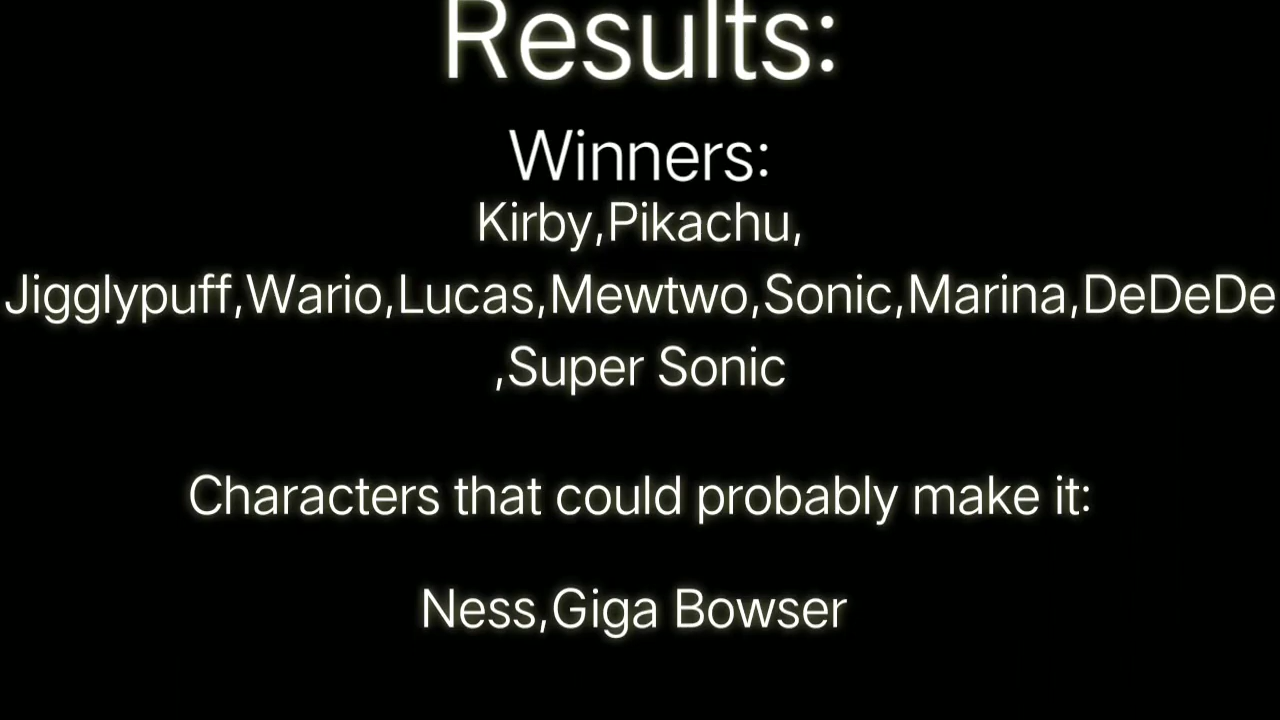 Results:
Winners:
Kirby,Pikachu,
Jigglypuff,Wario,Lucas,Mewtwo,Sonic,Marina,DeDeDe
,Super Sonic
Characters that could probably make it:
Ness,Giga Bowser